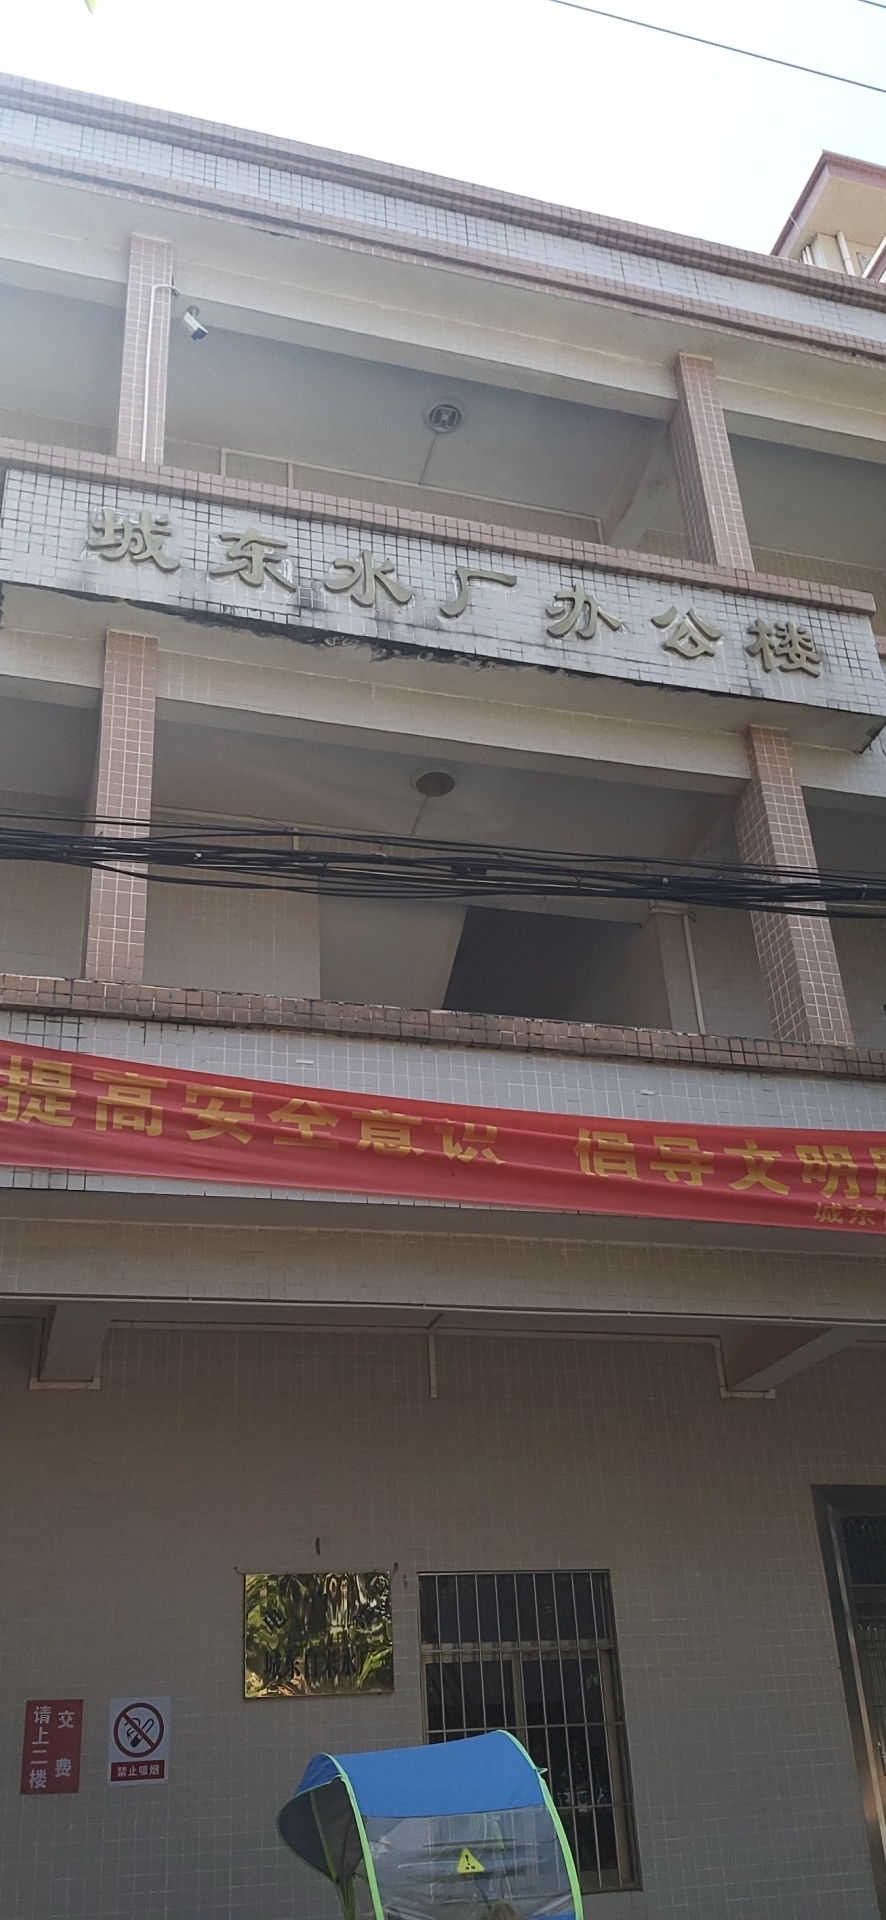 城东水厂办公楼
提高安全意识 倡导文明
城东
城东自来水厂
交费
请上二楼
禁止吸烟